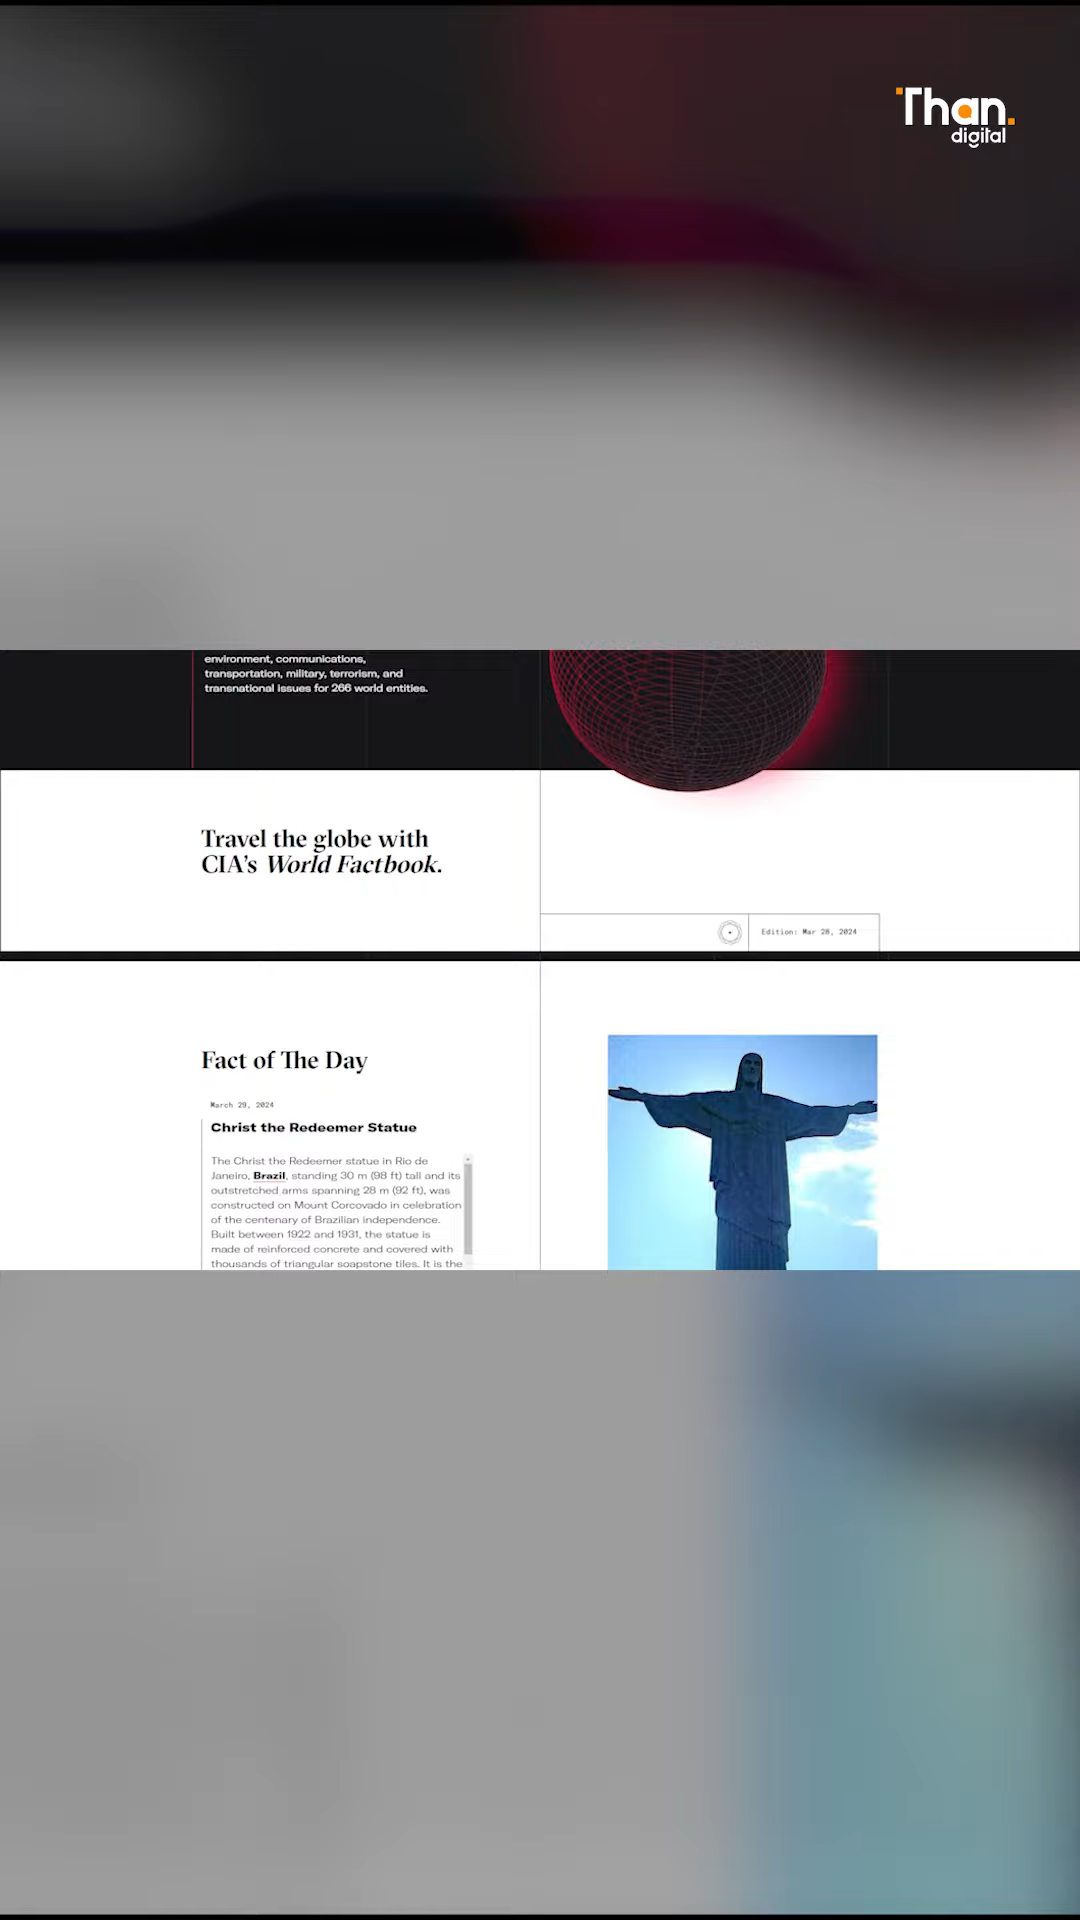 Than.
digital
environment, communications,
transportation, military, terrorism, and
transnational issues for 266 world entities.
Travel the globe with
CIA's World Factbook.
Edition: Mar 28, 2024
Fact of The Day
March 29, 2024
Christ the Redeemer Statue
The Christ the Redeemer statue in Rio de
Janeiro, Brazil, standing 30 m (98 ft) tall and its
outstretched arms spanning 28 m (92 ft), was
constructed on Mount Corcovado in celebration
of the centenary of Brazilian independence.
Built between 1922 and 1931, the statue is
made of reinforced concrete and covered with
thousands of triangular soapstone tiles. It is the